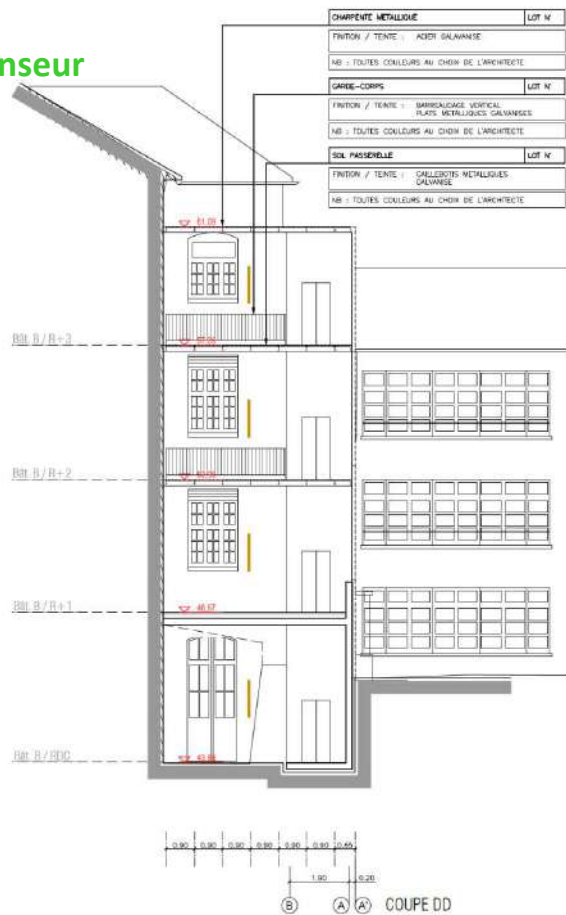 CHARPENTE METALLIQUE LOT N°
FINITION / TEINTE : ACIER GALAVANISE
NB : TOUTES COULEURS AU CHOIX DE L'ARCHITECTE
nseur
GARDE-CORPS LOT N°
FINITION / TEINTE : BARREAUDAGE VERTICAL
PLATS METALLIQUES GALVANISES
NB : TOUTES COULEURS AU CHOIX DE L'ARCHITECTE
SOL PASSERELLE LOT N°
FINITION / TEINTE : CAILLEBOTIS METALLIQUES
GALVANISE
NB : TOUTES COULEURS AU CHOIX DE L'ARCHITECTE
Bât. B / R+3
Bât. B / R+2
Bât. B / R+1
46.67
Bât. B / RDC
0.90 0.90 0.90 0.90 0.90 0.90 0.65
1.90 0.20
B A A' COUPE DD